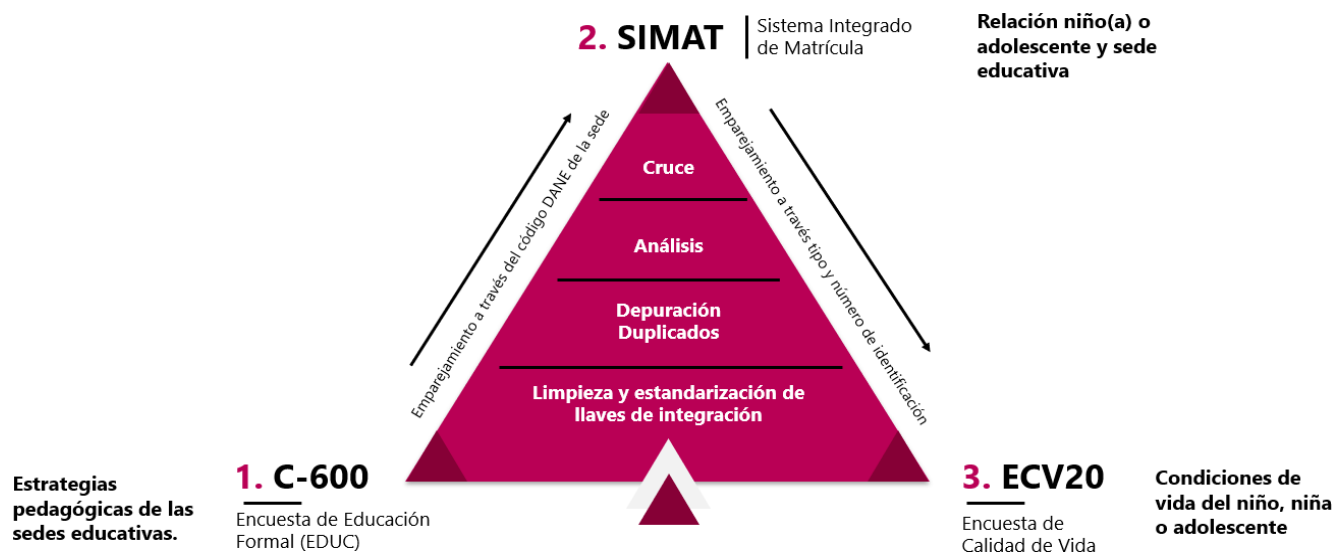 2. SIMAT
Sistema Integrado
de Matrícula
Relación niño(a) o
adolescente y sede
educativa
Emparejamiento a través del código DANE de la sede
Emparejamiento a través tipo y número de identificación
Cruce
Análisis
Depuración
Duplicados
Limpieza y estandarización de
llaves de integración
Estrategias
pedagógicas de las
sedes educativas.
1. C-600
Encuesta de Educación
Formal (EDUC)
3. ECV20
Encuesta de
Calidad de Vida
Condiciones de
vida del niño, niña
o adolescente